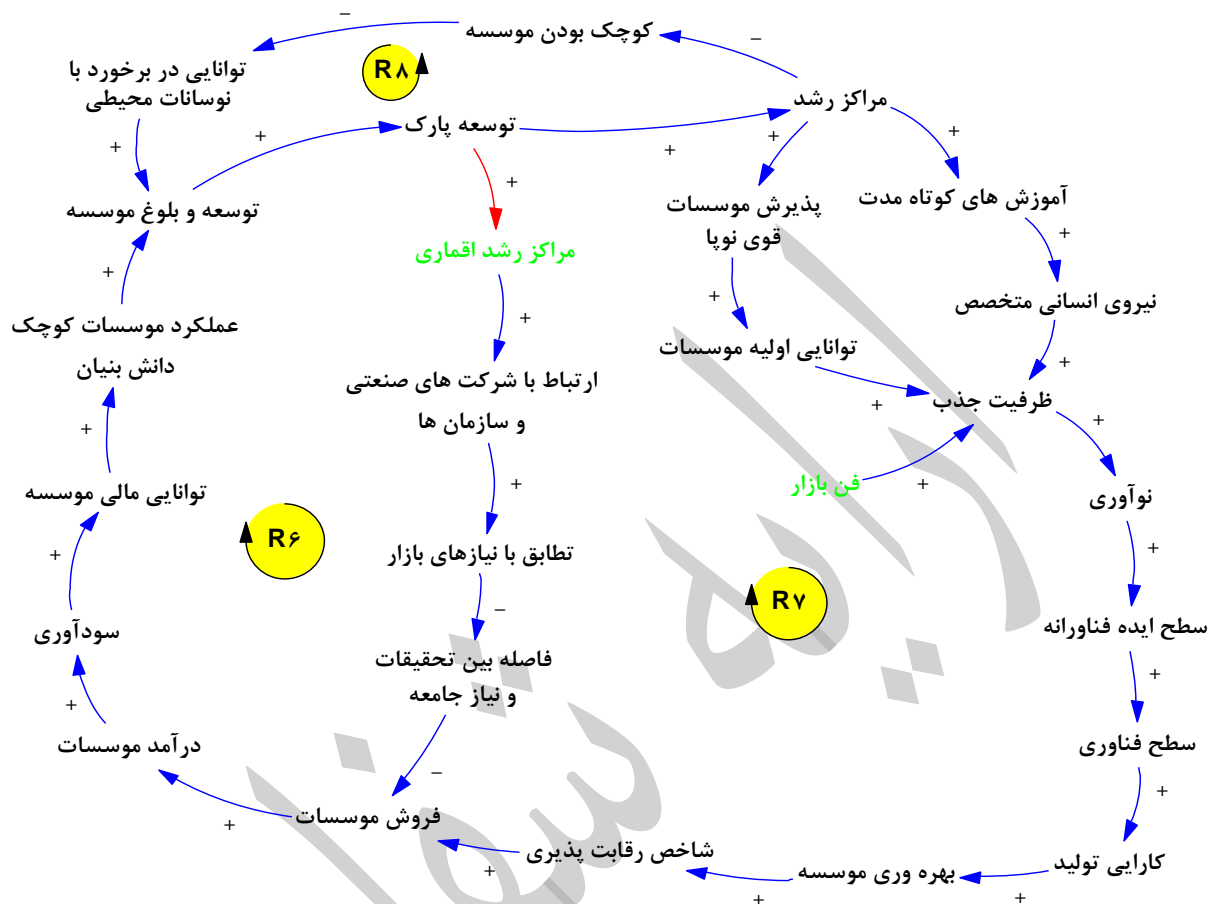 کوچک بودن موسسه
–
–
توانایی در برخورد با
نوسانات محیطی
R۸
مراکز رشد
توسعه پارک
+
+
+
+
+
+
توسعه و بلوغ موسسه
پذیرش موسسات
قوی نوپا
آموزش های کوتاه مدت
مراکز رشد اقماری
+
+
+
نیروی انسانی متخصص
+
عملکرد موسسات کوچک
دانش بنیان
+
توانایی اولیه موسسات
+
ارتباط با شرکت های صنعتی
و سازمان ها
ظرفیت جذب
+
+
+
توانایی مالی موسسه
+
فن بازار
+
نوآوری
R۶
+
+
تطابق با نیازهای بازار
R۷
–
سودآوری
سطح ایده فناورانه
فاصله بین تحقیقات
و نیاز جامعه
+
+
درآمد موسسات
سطح فناوری
–
+
فروش موسسات
+
شاخص رقابت پذیری
+
کارایی تولید
بهره وری موسسه
+
+
ارایه شفا